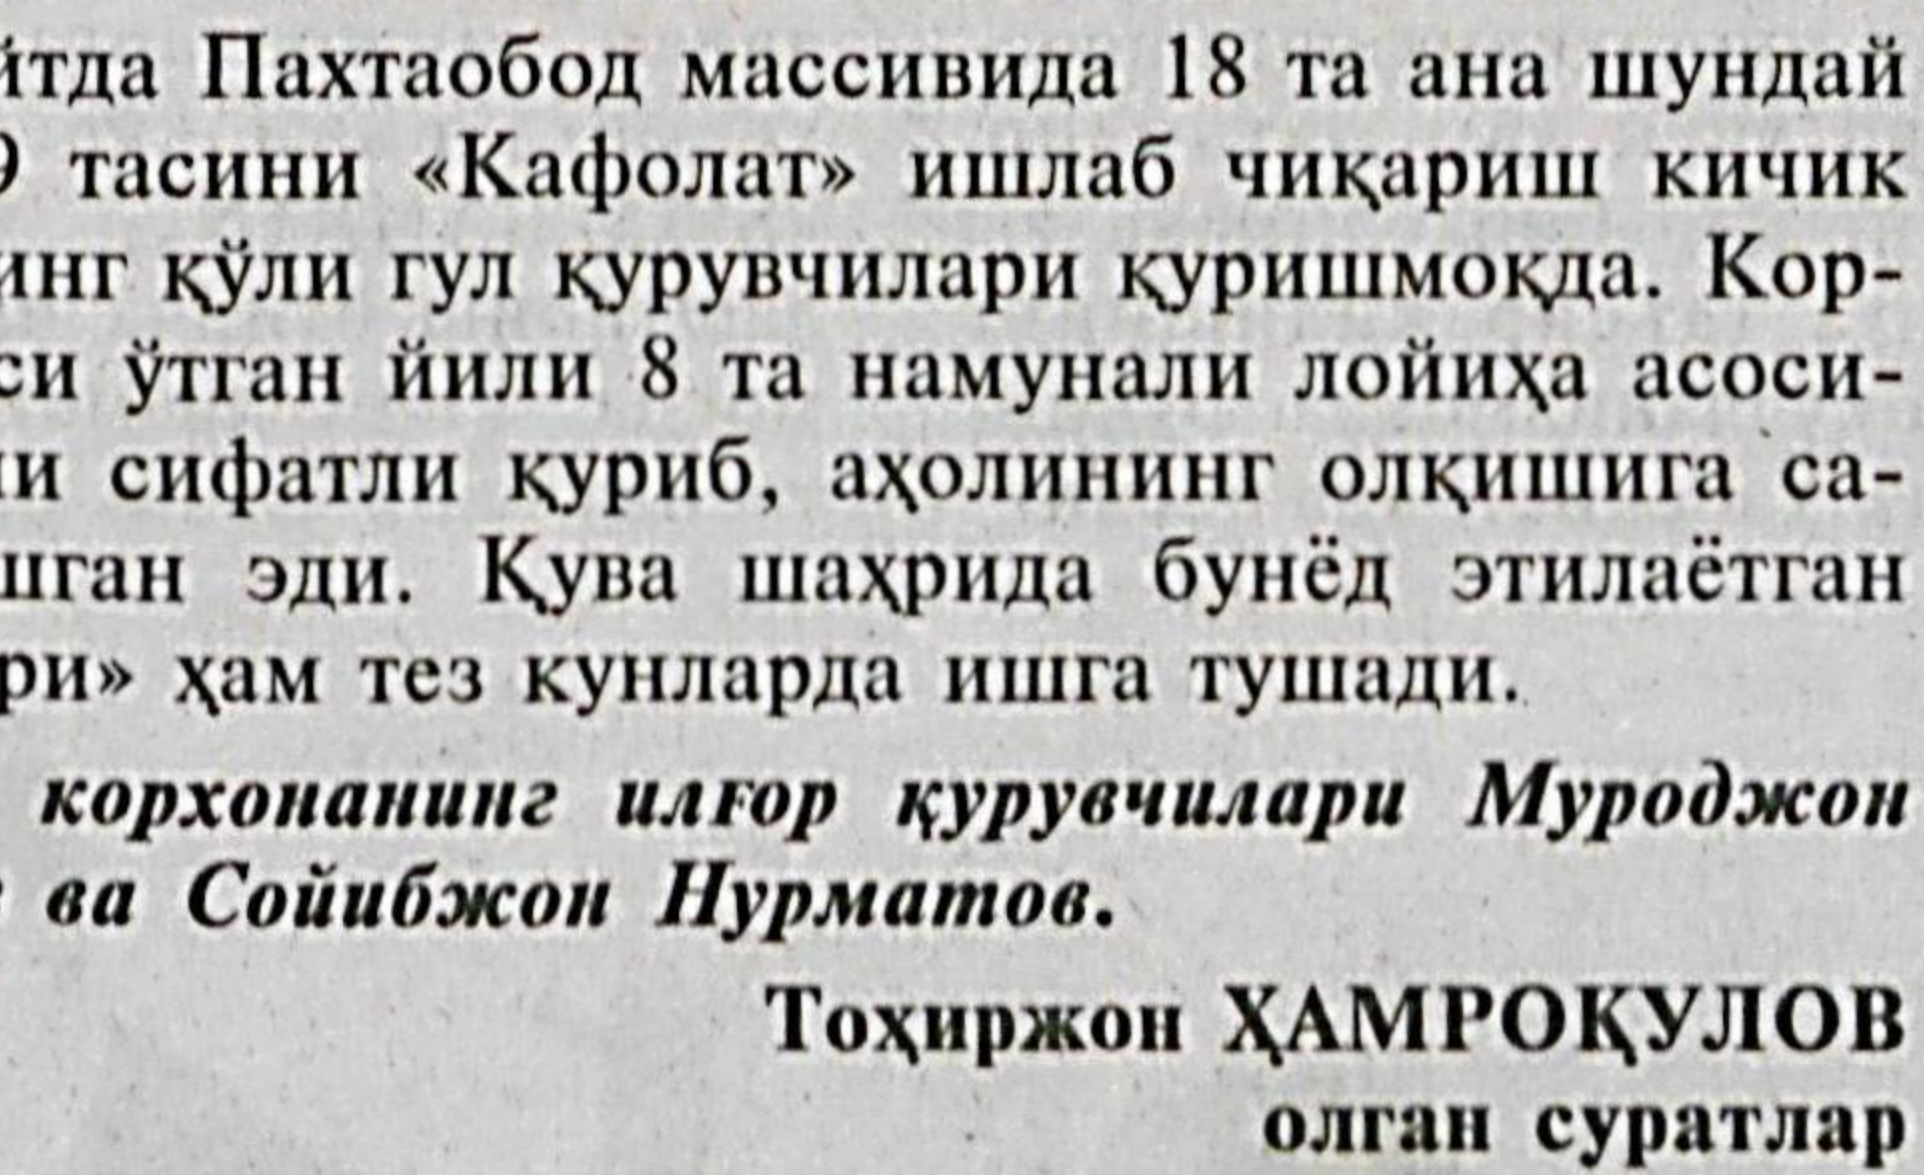 йтда Пахтаобод массивида 18 та ана шундай
9 тасини «Кафолат» ишлаб чиқариш кичик
инг қўли гул қурувчилари қуришмоқда. Кор-
си ўтган йили 8 та намунали лойиҳа асоси-
и сифатли қуриб, аҳолининг олқишига са-
шган эди. Қува шаҳрида бунёд этилаётган
ри» ҳам тез кунларда ишга тушади.
корхонанинг илғор қурувчилари Муроджон
ва Сойибжон Нурматов.
Тоҳиржон ҲАМРОҚУЛОВ
олган суратлар